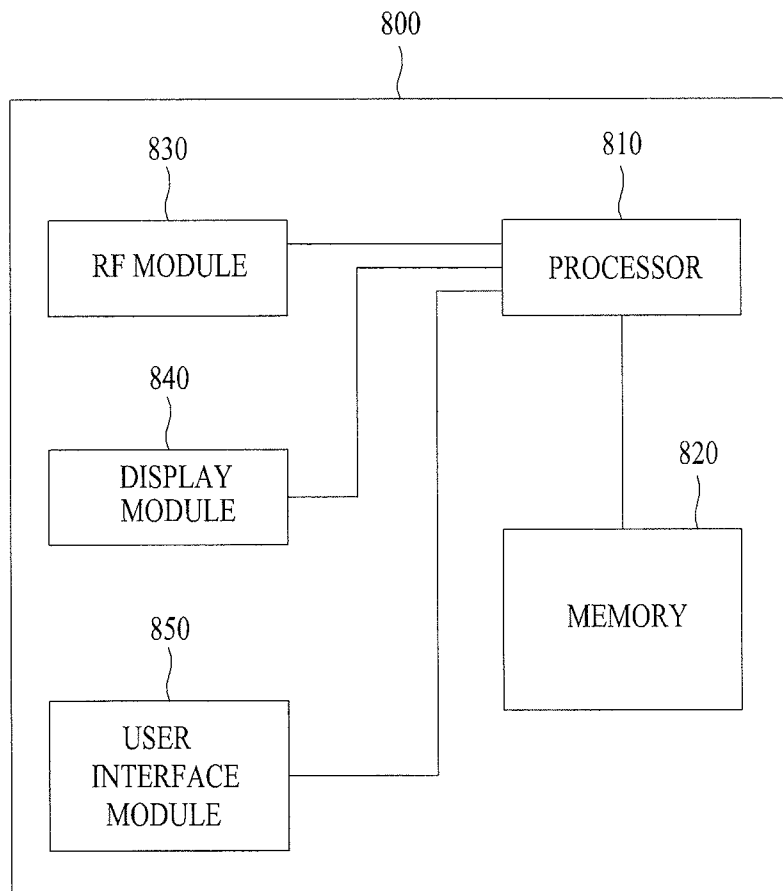 800
830
810
RF MODULE
PROCESSOR
840
DISPLAY
MODULE
820
MEMORY
850
USER
INTERFACE
MODULE